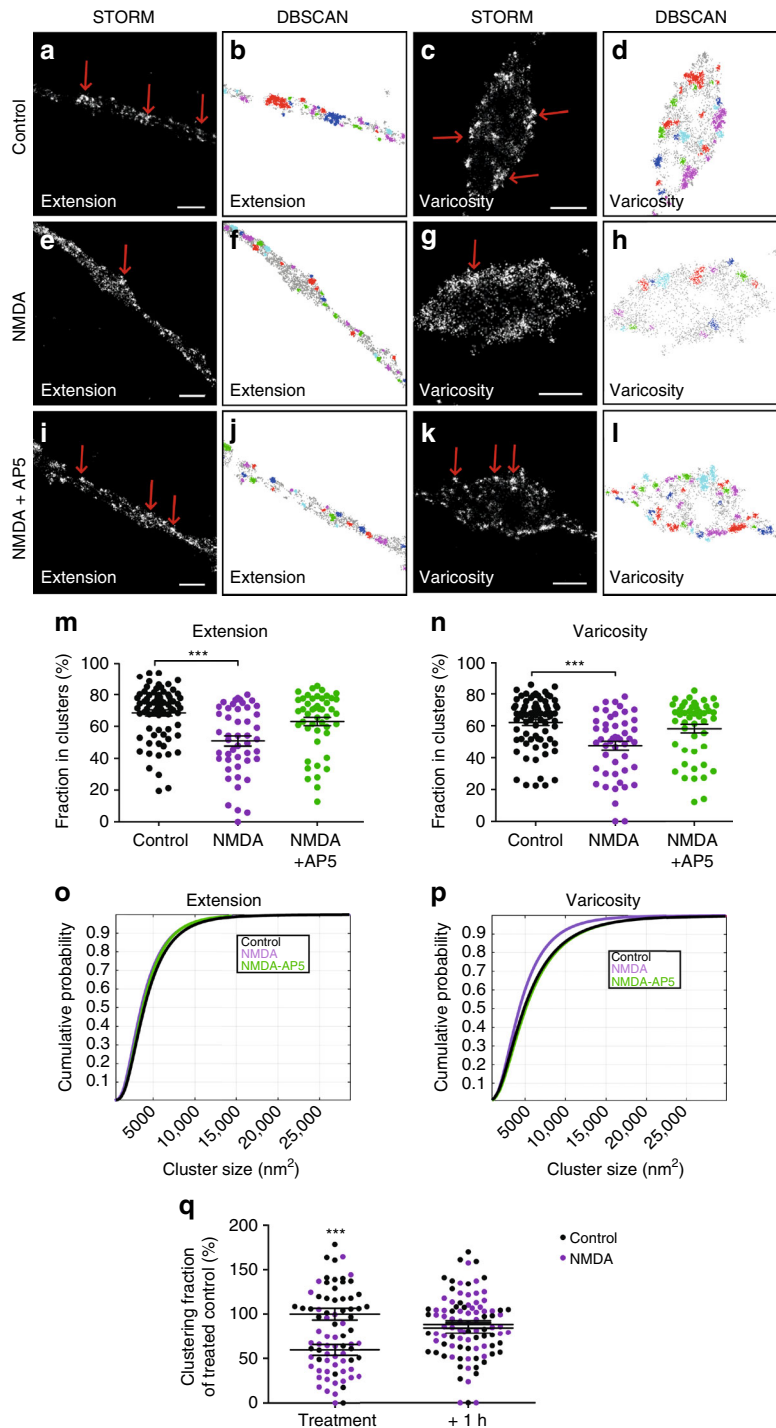 STORM DBSCAN STORM DBSCAN
Control
a b c d
Extension Extension Varicosity Varicosity
NMDA
e f g h
Extension Extension Varicosity Varicosity
NMDA + AP5
i j k l
Extension Extension Varicosity Varicosity
m
Extension
***
Fraction in clusters (%)
100
80
60
40
20
0
Control NMDA NMDA
+AP5
n
Varicosity
***
Fraction in clusters (%)
100
80
60
40
20
0
Control NMDA NMDA
+AP5
o
Extension
Cumulative probability
0.9
0.8
0.7
0.6
0.5
0.4
0.3
0.2
0.1
Control
NMDA
NMDA-AP5
5000 10,000 15,000 20,000 25,000
Cluster size (nm²)
p
Varicosity
Cumulative probability
0.9
0.8
0.7
0.6
0.5
0.4
0.3
0.2
0.1
Control
NMDA
NMDA-AP5
5000 10,000 15,000 20,000 25,000
Cluster size (nm²)
q
***
Clustering fraction
of treated control (%)
200
150
100
50
0
Treatment + 1 h
Control
NMDA